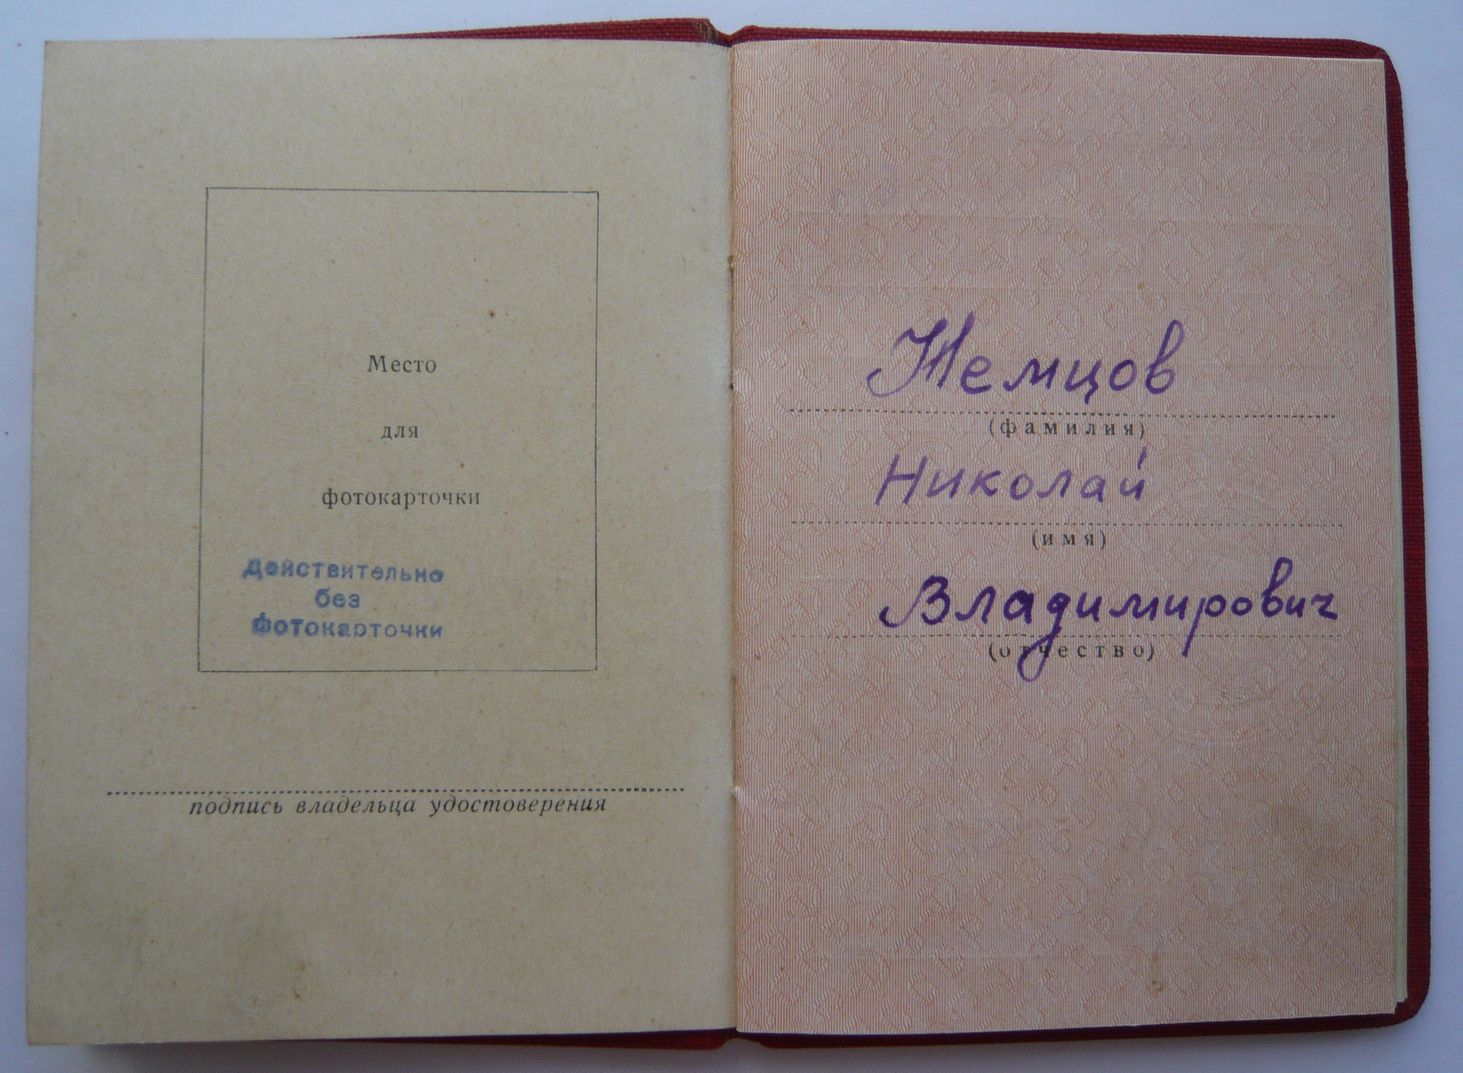 Место
для
фотокарточки
Действительно
без
фотокарточки
подпись владельца удостоверения
Немцов
(фамилия)
Николай
(имя)
Владимирович
(отчество)